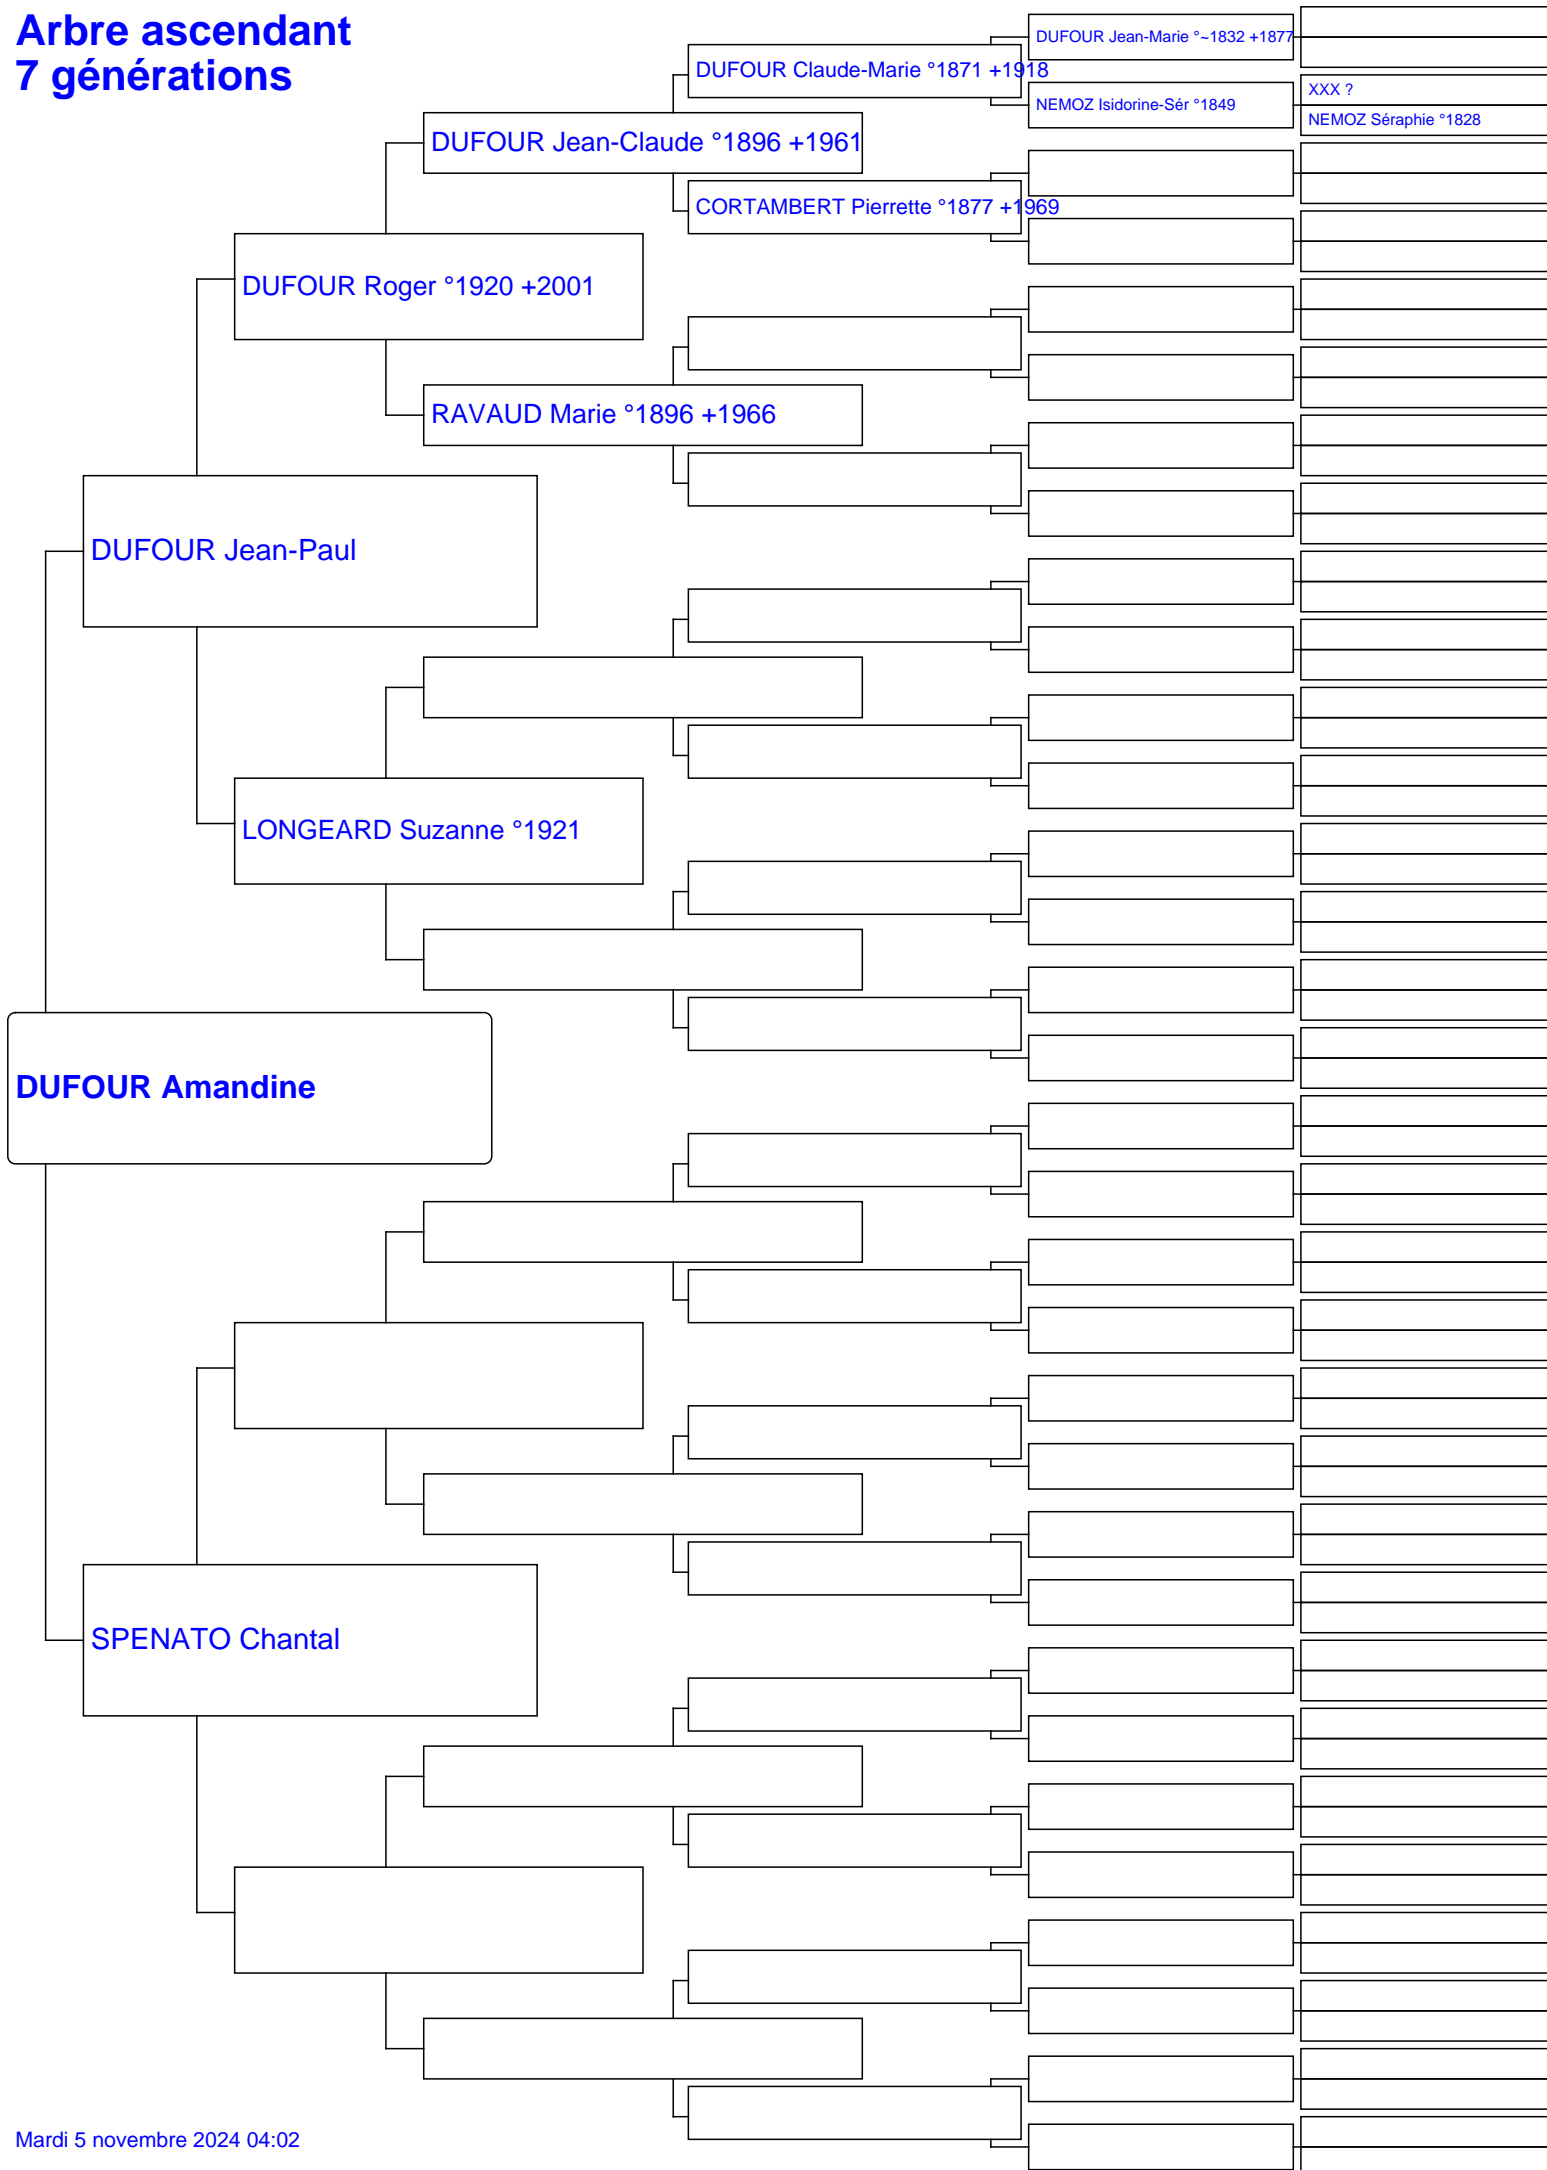 Arbre ascendant
7 générations
DUFOUR Jean-Marie °~1832 +1877
DUFOUR Claude-Marie °1871 +1918
XXX ?
NEMOZ Isidorine-Sér °1849
NEMOZ Séraphie °1828
DUFOUR Jean-Claude °1896 +1961
CORTAMBERT Pierrette °1877 +1969
DUFOUR Roger °1920 +2001
RAVAUD Marie °1896 +1966
DUFOUR Jean-Paul
LONGEARD Suzanne °1921
DUFOUR Amandine
SPENATO Chantal
Mardi 5 novembre 2024 04:02